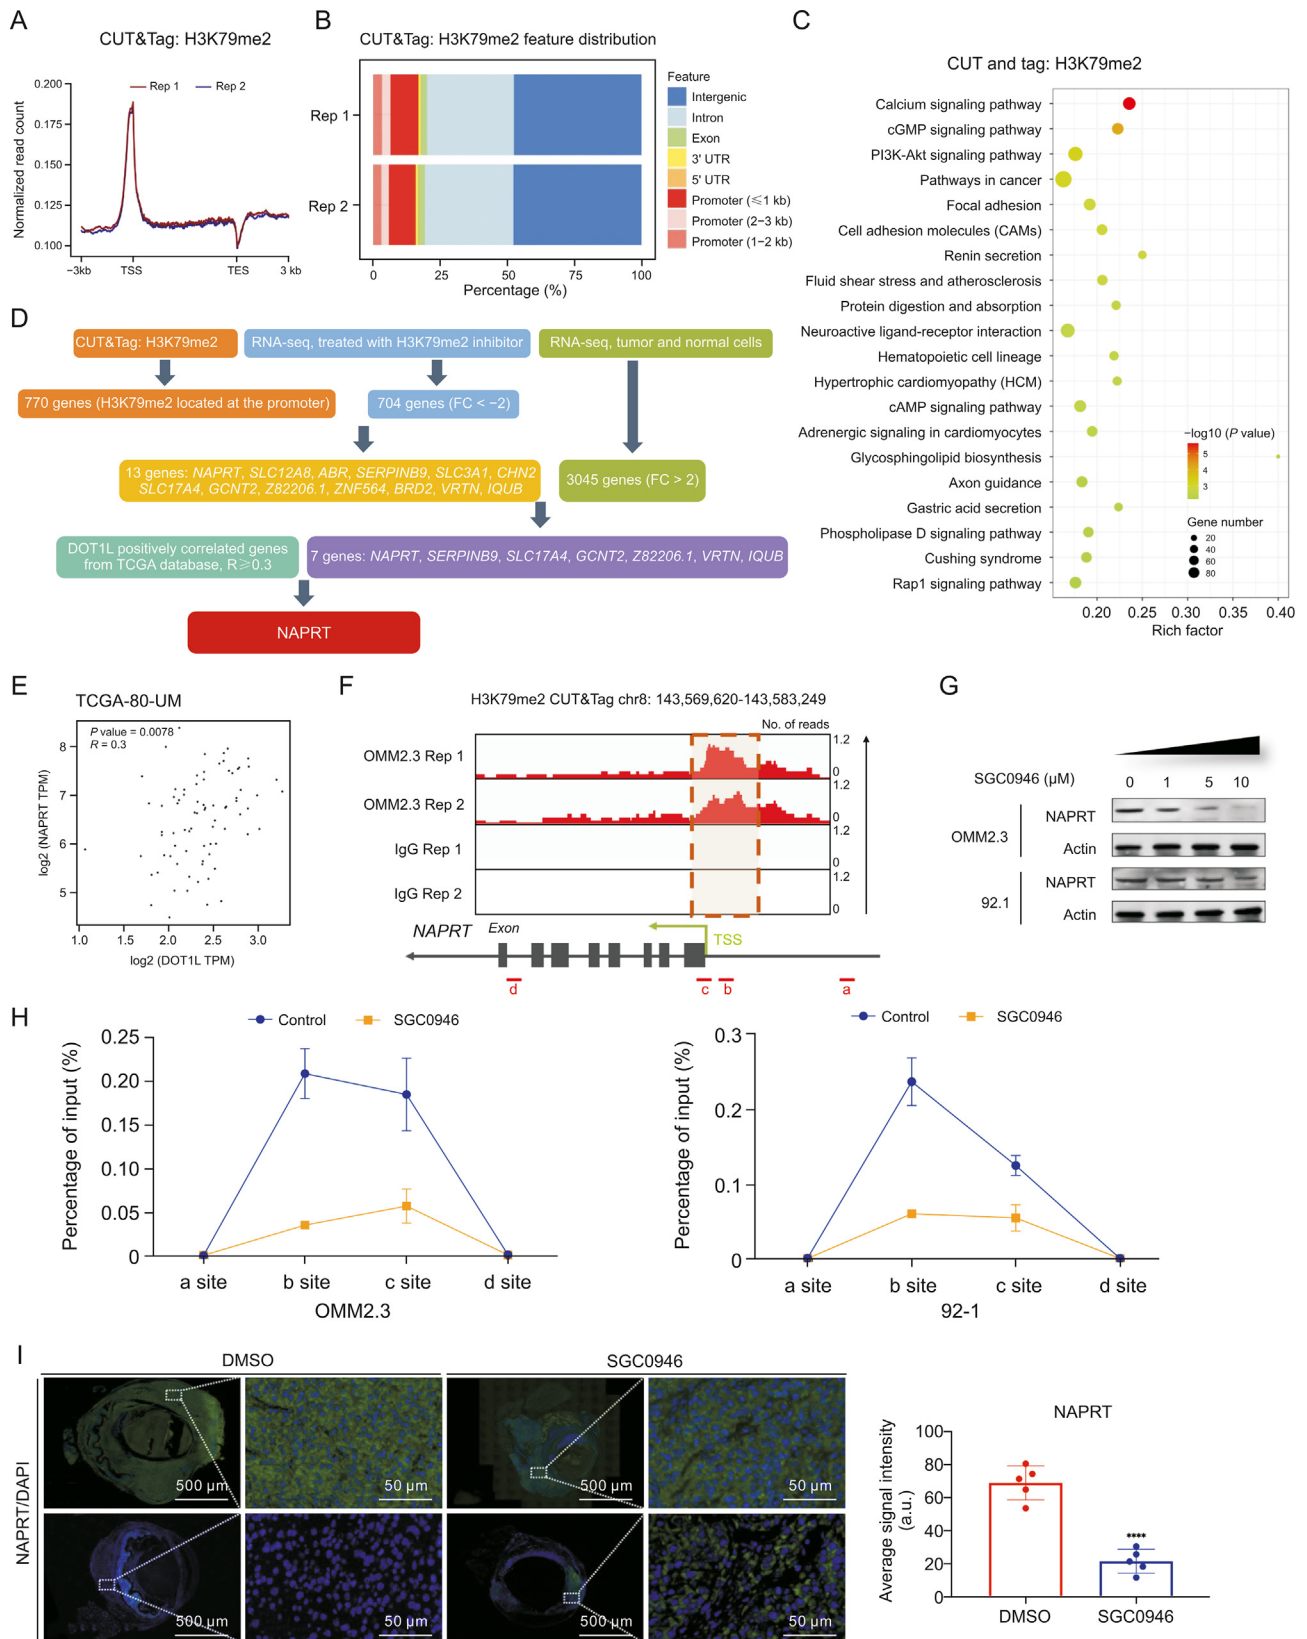 A
CUT&Tag: H3K79me2
Rep 1
Rep 2
Normalized read count
0.200
0.175
0.150
0.125
0.100
−3kb
TSS
TES
3 kb
B
CUT&Tag: H3K79me2 feature distribution
Rep 1
Rep 2
0
25
50
75
100
Percentage (%)
Feature
Intergenic
Intron
Exon
3' UTR
5' UTR
Promoter (≤1 kb)
Promoter (2−3 kb)
Promoter (1−2 kb)
C
CUT and tag: H3K79me2
Calcium signaling pathway
cGMP signaling pathway
PI3K-Akt signaling pathway
Pathways in cancer
Focal adhesion
Cell adhesion molecules (CAMs)
Renin secretion
Fluid shear stress and atherosclerosis
Protein digestion and absorption
Neuroactive ligand-receptor interaction
Hematopoietic cell lineage
Hypertrophic cardiomyopathy (HCM)
cAMP signaling pathway
Adrenergic signaling in cardiomyocytes
Glycosphingolipid biosynthesis
Axon guidance
Gastric acid secretion
Phospholipase D signaling pathway
Cushing syndrome
Rap1 signaling pathway
−log10 (P value)
5
4
3
Gene number
20
40
60
80
0.20
0.25
0.30
0.35
0.40
Rich factor
D
CUT&Tag: H3K79me2
RNA-seq, treated with H3K79me2 inhibitor
RNA-seq, tumor and normal cells
770 genes (H3K79me2 located at the promoter)
704 genes (FC < −2)
13 genes: NAPRT, SLC12A8, ABR, SERPINB9, SLC3A1, CHN2
SLC17A4, GCNT2, Z82206.1, ZNF564, BRD2, VRTN, IQUB
3045 genes (FC > 2)
DOT1L positively correlated genes
from TCGA database, R≥0.3
7 genes: NAPRT, SERPINB9, SLC17A4, GCNT2, Z82206.1, VRTN, IQUB
NAPRT
E
TCGA-80-UM
P value = 0.0078
R = 0.3
log2 (NAPRT TPM)
8
7
6
5
1.0
1.5
2.0
2.5
3.0
log2 (DOT1L TPM)
F
H3K79me2 CUT&Tag chr8: 143,569,620-143,583,249
No. of reads
OMM2.3 Rep 1
1.2
0
OMM2.3 Rep 2
1.2
0
IgG Rep 1
1.2
0
IgG Rep 2
1.2
0
NAPRT
Exon
TSS
d
c
b
a
G
SGC0946 (μM)
0
1
5
10
OMM2.3
NAPRT
Actin
92.1
NAPRT
Actin
H
Control
SGC0946
Percentage of input (%)
0.25
0.20
0.15
0.10
0.05
0
a site
b site
c site
d site
OMM2.3
Control
SGC0946
Percentage of input (%)
0.3
0.2
0.1
0
a site
b site
c site
d site
92-1
I
DMSO
SGC0946
NAPRT/DAPI
500 μm
50 μm
500 μm
50 μm
500 μm
50 μm
500 μm
50 μm
NAPRT
Average signal intensity
(a.u.)
100
80
60
40
20
0
****
DMSO
SGC0946